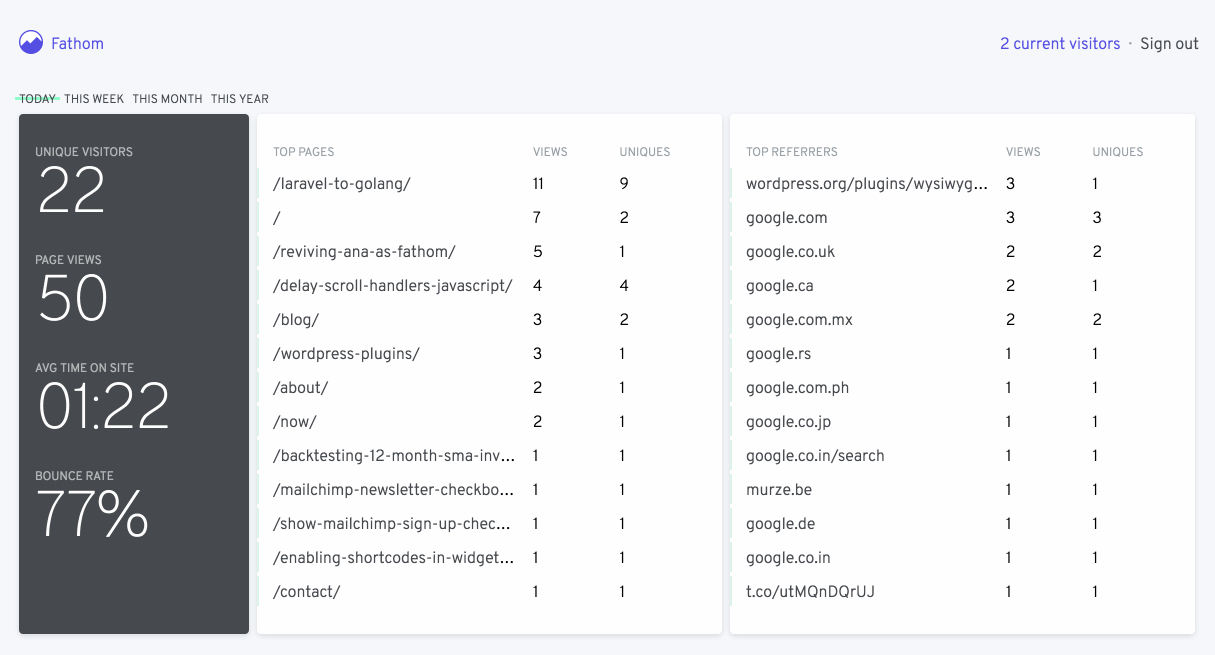 Fathom
2 current visitors · Sign out
TODAY THIS WEEK THIS MONTH THIS YEAR
UNIQUE VISITORS
22
PAGE VIEWS
50
AVG TIME ON SITE
01:22
BOUNCE RATE
77%
TOP PAGES VIEWS UNIQUES
/laravel-to-golang/ 11 9
/ 7 2
/reviving-ana-as-fathom/ 5 1
/delay-scroll-handlers-javascript/ 4 4
/blog/ 3 2
/wordpress-plugins/ 3 1
/about/ 2 1
/now/ 2 1
/backtesting-12-month-sma-inv... 1 1
/mailchimp-newsletter-checkbo... 1 1
/show-mailchimp-sign-up-chec... 1 1
/enabling-shortcodes-in-widget... 1 1
/contact/ 1 1
TOP REFERRERS VIEWS UNIQUES
wordpress.org/plugins/wysiwyg... 3 1
google.com 3 3
google.co.uk 2 2
google.ca 2 1
google.com.mx 2 2
google.rs 1 1
google.com.ph 1 1
google.co.jp 1 1
google.co.in/search 1 1
murze.be 1 1
google.de 1 1
google.co.in 1 1
t.co/utMQnDQrUJ 1 1